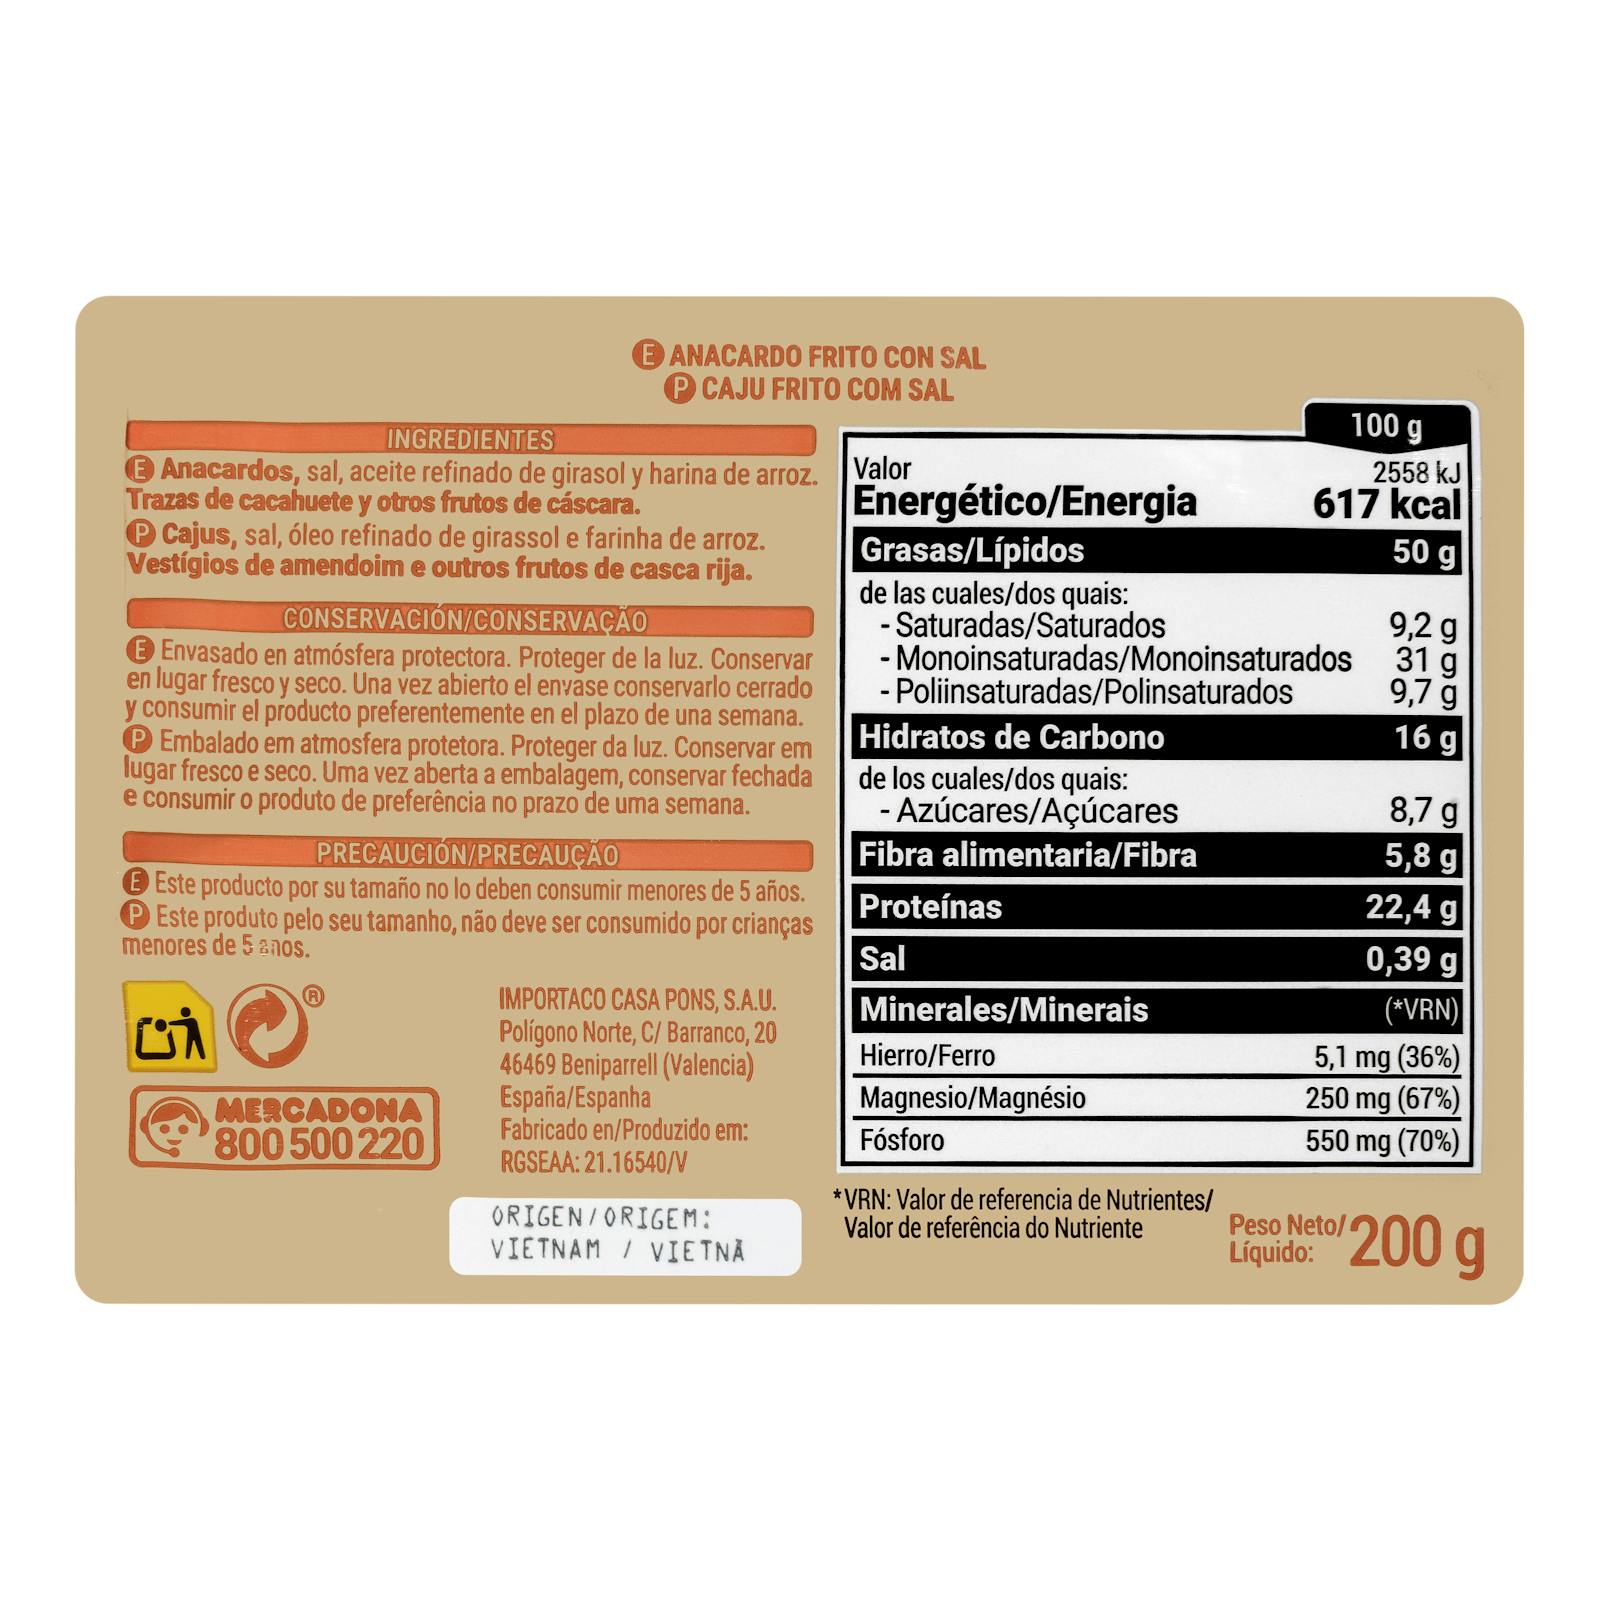 E ANACARDO FRITO CON SAL
P CAJU FRITO COM SAL
INGREDIENTES
E Anacardos, sal, aceite refinado de girasol y harina de arroz.
Trazas de cacahuete y otros frutos de cáscara.
P Cajus, sal, óleo refinado de girassol e farinha de arroz.
Vestígios de amendoim e outros frutos de casca rija.
CONSERVACIÓN/CONSERVAÇÃO
E Envasado en atmósfera protectora. Proteger de la luz. Conservar
en lugar fresco y seco. Una vez abierto el envase conservarlo cerrado
y consumir el producto preferentemente en el plazo de una semana.
P Embalado em atmosfera protetora. Proteger da luz. Conservar em
lugar fresco e seco. Uma vez aberta a embalagem, conservar fechada
e consumir o produto de preferência no prazo de uma semana.
PRECAUCIÓN/PRECAUÇÃO
E Este producto por su tamaño no lo deben consumir menores de 5 años.
P Este produto pelo seu tamanho, não deve ser consumido por crianças
menores de 5 anos.
®
MERCADONA
800 500 220
IMPORTACO CASA PONS, S.A.U.
Polígono Norte, C/ Barranco, 20
46469 Beniparrell (Valencia)
España/Espanha
Fabricado en/Produzido em:
RGSEAA: 21.16540/V
ORIGEN/ORIGEM:
VIETNAM / VIETNÃ
100 g
Valor 2558 kJ
Energético/Energia 617 kcal
Grasas/Lípidos 50 g
de las cuales/dos quais:
- Saturadas/Saturados 9,2 g
- Monoinsaturadas/Monoinsaturados 31 g
- Poliinsaturadas/Polinsaturados 9,7 g
Hidratos de Carbono 16 g
de los cuales/dos quais:
- Azúcares/Açúcares 8,7 g
Fibra alimentaria/Fibra 5,8 g
Proteínas 22,4 g
Sal 0,39 g
Minerales/Minerais (*VRN)
Hierro/Ferro 5,1 mg (36%)
Magnesio/Magnésio 250 mg (67%)
Fósforo 550 mg (70%)
*VRN: Valor de referencia de Nutrientes/
Valor de referência do Nutriente
Peso Neto/
Líquido: 200 g